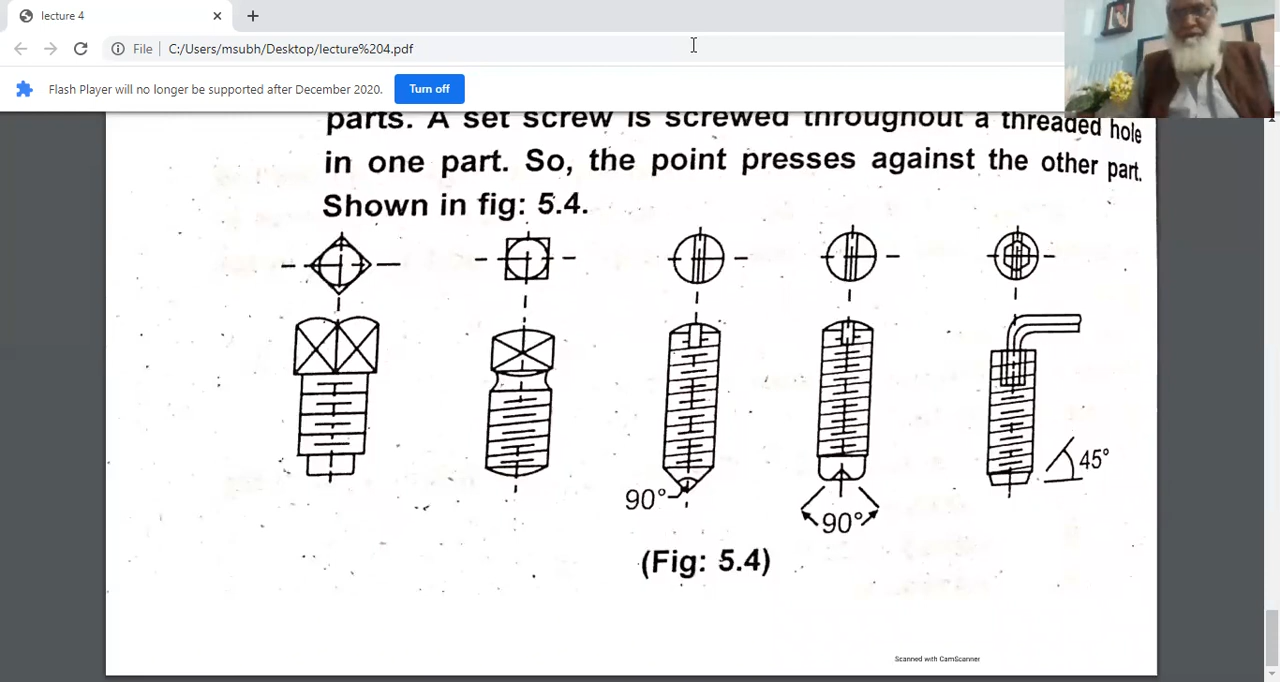 lecture 4
File C:/Users/msubh/Desktop/lecture%204.pdf
Flash Player will no longer be supported after December 2020. Turn off
parts. A set screw is screwed throughout a threaded hole
in one part. So, the point presses against the other part.
Shown in fig: 5.4.
90°
90°
45°
(Fig: 5.4)
Scanned with CamScanner